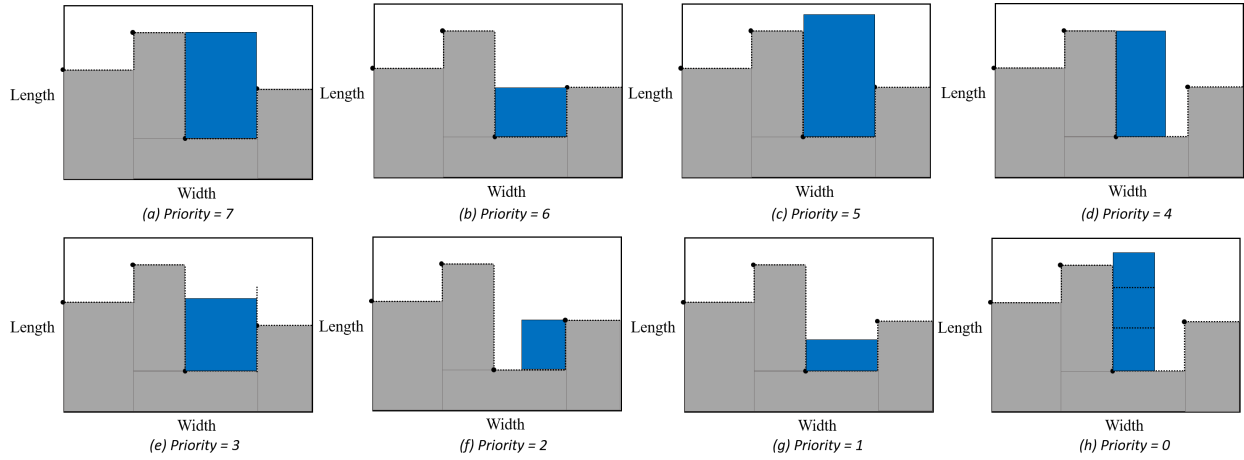 Length
Width
(a) Priority = 7
Length
Width
(b) Priority = 6
Length
Width
(c) Priority = 5
Length
Width
(d) Priority = 4
Length
Width
(e) Priority = 3
Length
Width
(f) Priority = 2
Length
Width
(g) Priority = 1
Length
Width
(h) Priority = 0